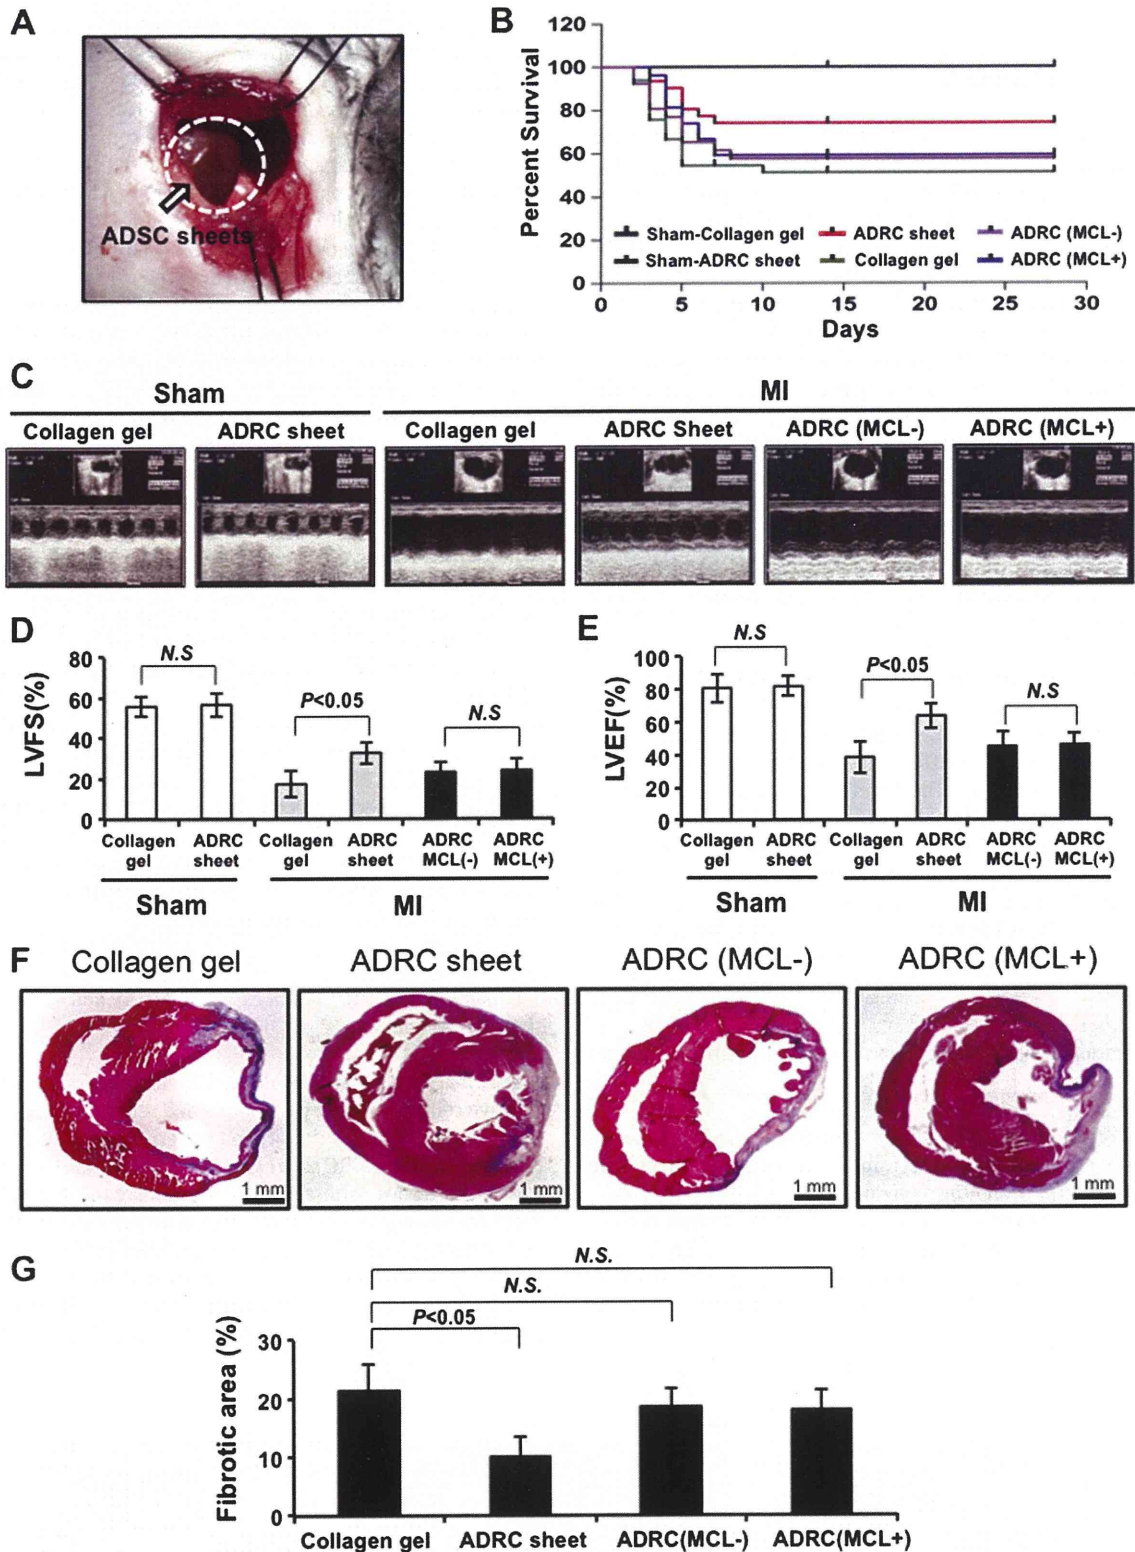 A
ADSC sheets
B
Percent Survival
120
100
80
60
40
20
0
0 5 10 15 20 25 30
Days
Sham-Collagen gel ADRC sheet ADRC (MCL-)
Sham-ADRC sheet Collagen gel ADRC (MCL+)
C
Sham MI
Collagen gel ADRC sheet Collagen gel ADRC Sheet ADRC (MCL-) ADRC (MCL+)
D
LVFS(%)
80
60
40
20
0
N.S
P<0.05
N.S
Collagen gel
ADRC sheet
Collagen gel
ADRC sheet
ADRC MCL(-)
ADRC MCL(+)
Sham MI
E
LVEF(%)
100
80
60
40
20
0
N.S
P<0.05
N.S
Collagen gel
ADRC sheet
Collagen gel
ADRC sheet
ADRC MCL(-)
ADRC MCL(+)
Sham MI
F
Collagen gel ADRC sheet ADRC (MCL-) ADRC (MCL+)
1 mm 1 mm 1 mm 1 mm
G
N.S.
N.S.
P<0.05
Fibrotic area (%)
30
20
10
0
Collagen gel ADRC sheet ADRC(MCL-) ADRC(MCL+)